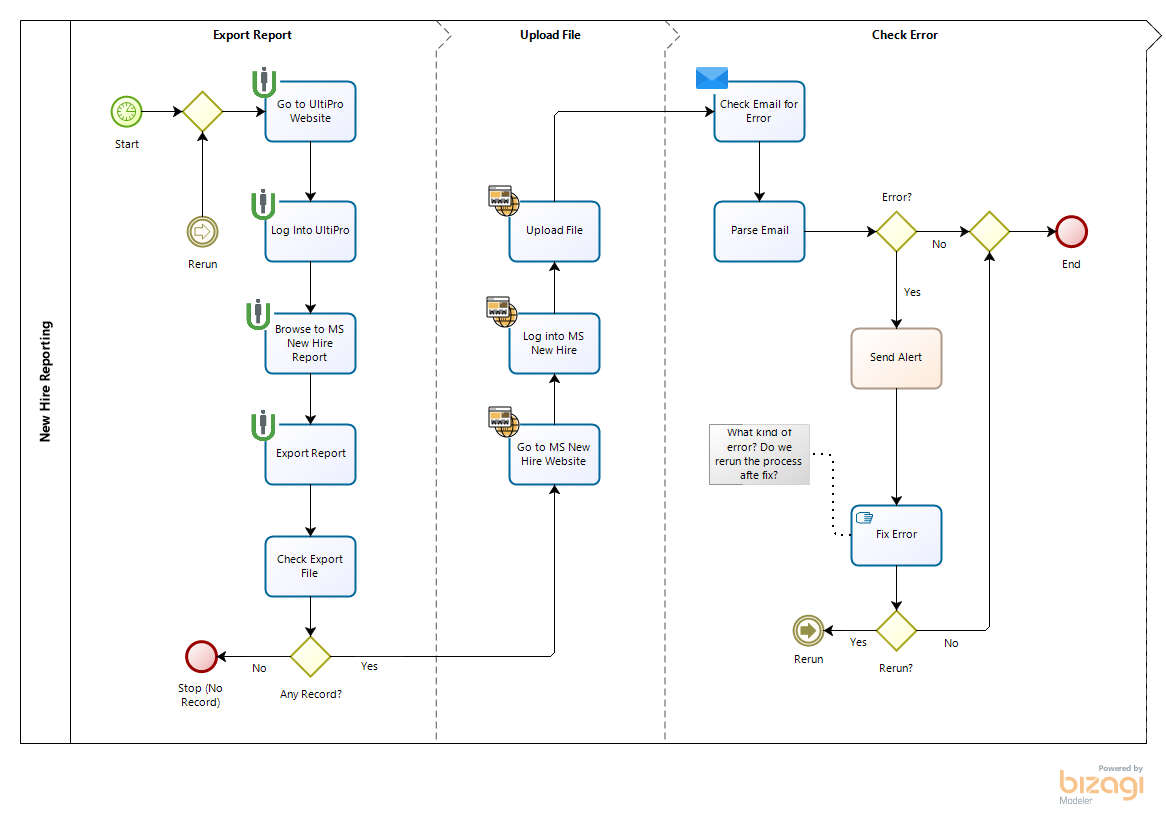 New Hire Reporting
Export Report
Upload File
Check Error
Start
Rerun
Go to UltiPro
Website
Log Into UltiPro
Browse to MS
New Hire
Report
Export Report
Check Export
File
Any Record?
No
Stop (No
Record)
Yes
Go to MS New
Hire Website
Log into MS
New Hire
Upload File
Check Email for
Error
Parse Email
Error?
No
End
Yes
Send Alert
What kind of
error? Do we
rerun the process
afte fix?
Fix Error
Rerun?
Yes
Rerun
No
Powered by
bizagi
Modeler